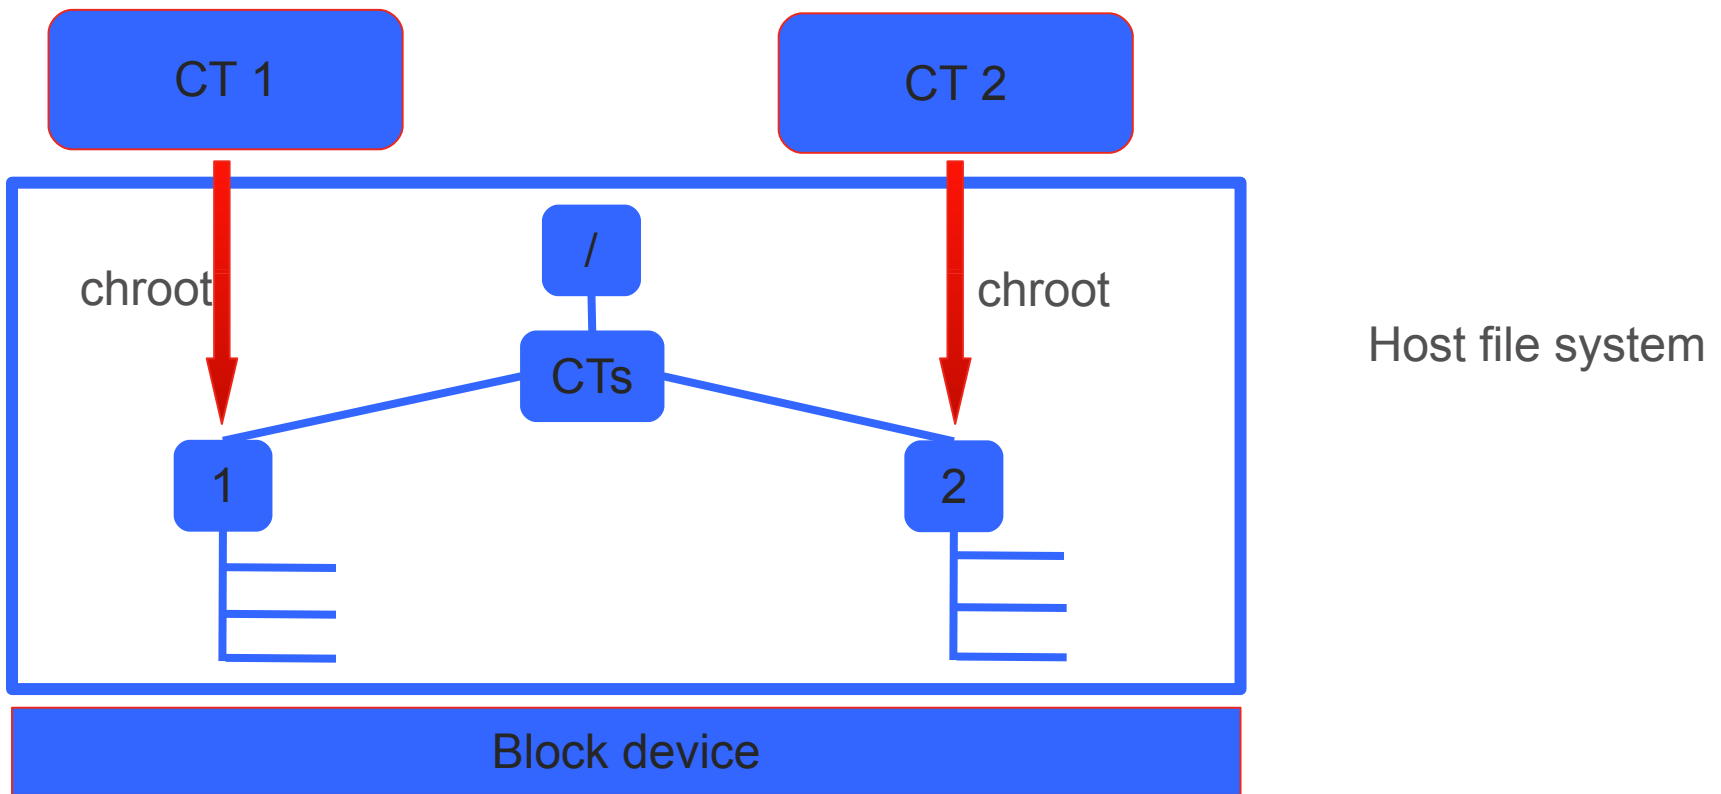 CT 1
CT 2
/
chroot
chroot
Host file system
CTs
1
2
Block device